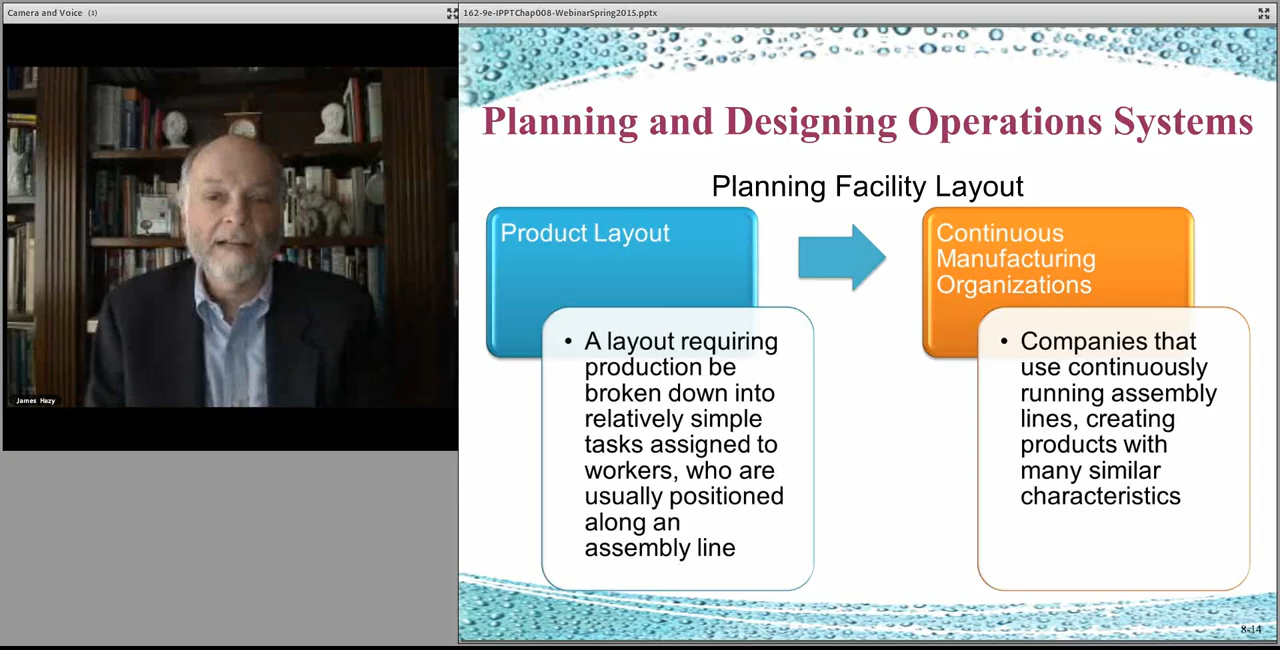 Camera and Voice (1)
162-9e-IPPTChap008-WebinarSpring2015.pptx
James Hazy
Planning and Designing Operations Systems
Planning Facility Layout
Product Layout
• A layout requiring
production be
broken down into
relatively simple
tasks assigned to
workers, who are
usually positioned
along an
assembly line
Continuous
Manufacturing
Organizations
• Companies that
use continuously
running assembly
lines, creating
products with
many similar
characteristics
8-14